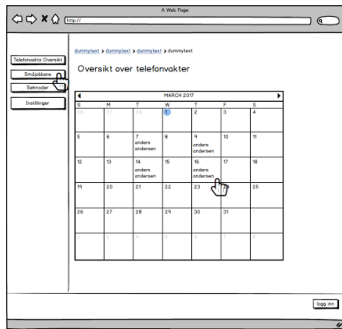 A Web Page
http://
dummytext > dummytext > dummytext > dummytext
Telefonvakts Oversikt
Småjobbere
Søknader
Instillinger
Oversikt over telefonvakter
MARCH 2017
S M T W T F S
1 2 3 4
5 6 7 8 9 10 11
anders andersen
anders andersen
12 13 14 15 16 17 18
anders andersen
anders andersen
19 20 21 22 23 24 25
26 27 28 29 30 31
logg inn